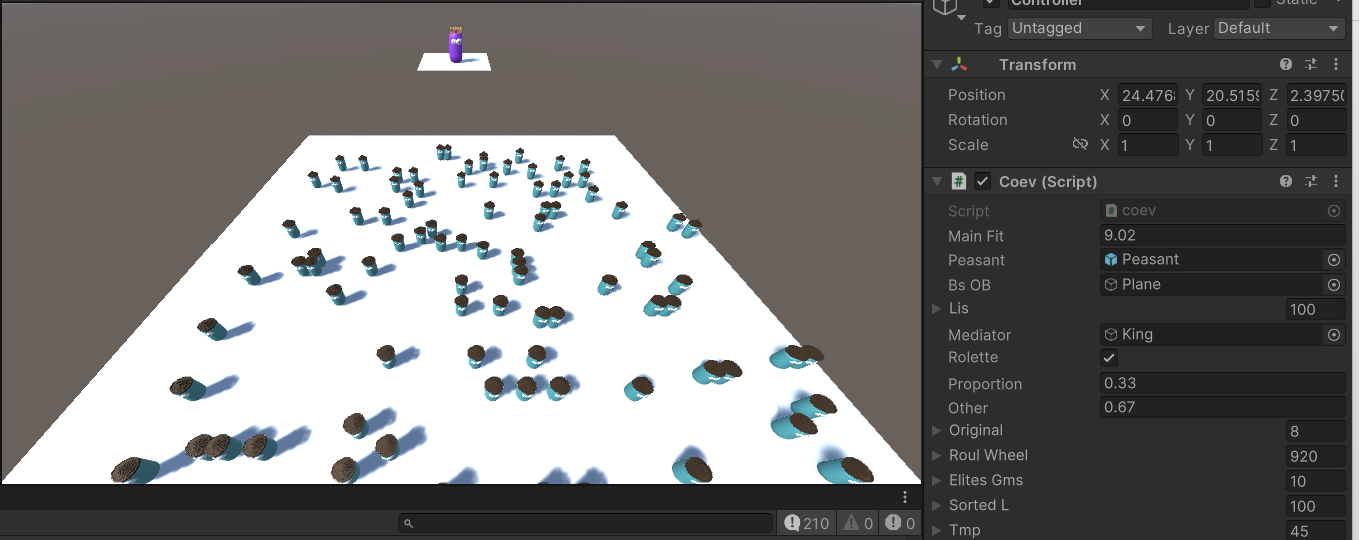 Controller
Static
Tag Untagged Layer Default
Transform
Position X 24.476 Y 20.515 Z 2.3975
Rotation X 0 Y 0 Z 0
Scale X 1 Y 1 Z 1
Coev (Script)
Script coev
Main Fit 9.02
Peasant Peasant
Bs OB Plane
Lis 100
Mediator King
Rolette
Proportion 0.33
Other 0.67
Original 8
Roul Wheel 920
Elites Gms 10
Sorted L 100
Tmp 45
210 0 0